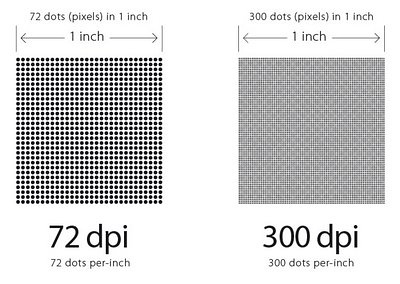 72 dots (pixels) in 1 inch
1 inch
72 dpi
72 dots per-inch
300 dots (pixels) in 1 inch
1 inch
300 dpi
300 dots per-inch